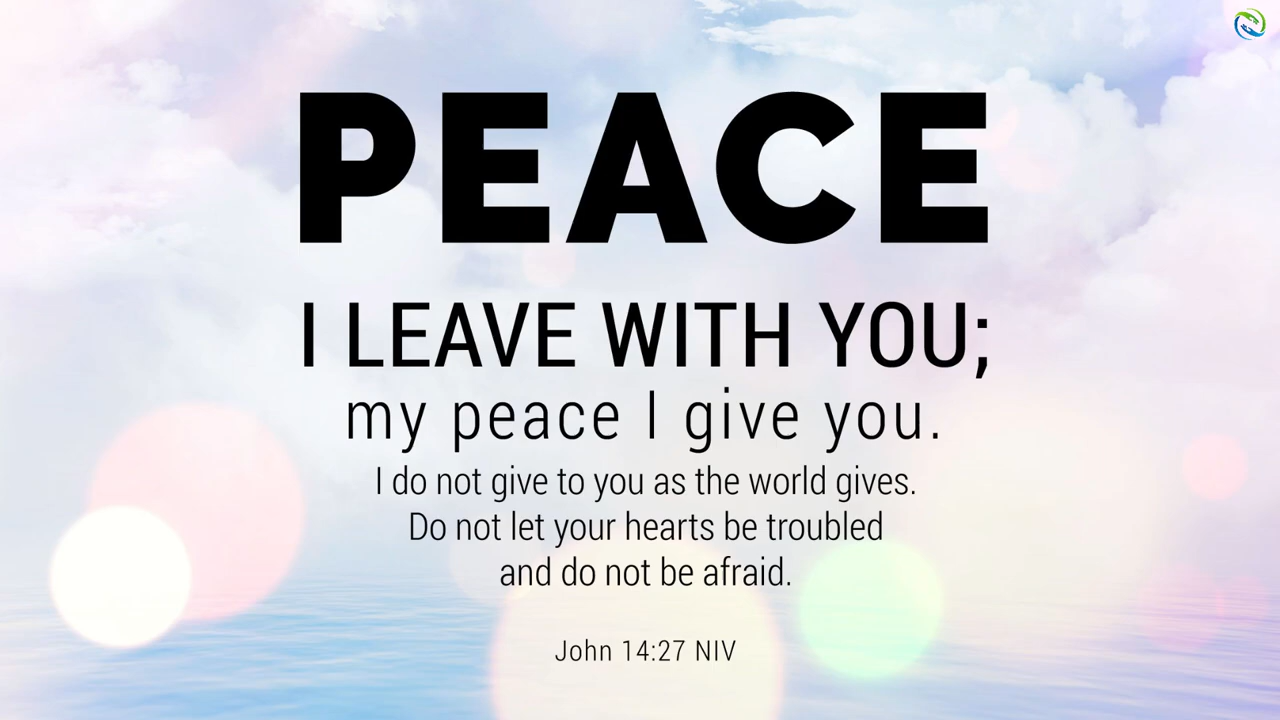 PEACE
I LEAVE WITH YOU;
my peace I give you.
I do not give to you as the world gives.
Do not let your hearts be troubled
and do not be afraid.
John 14:27 NIV